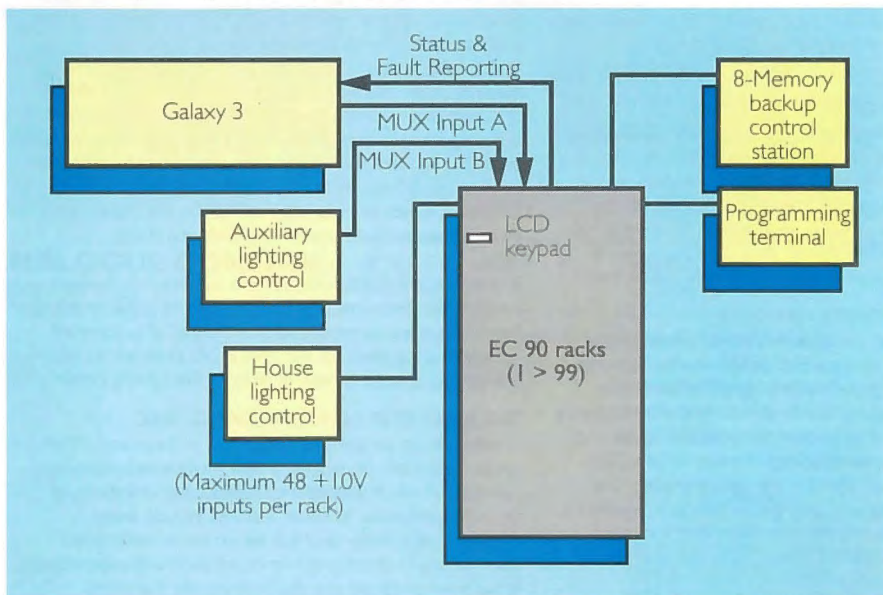 Status &
Fault Reporting
Galaxy 3
MUX Input A
MUX Input B
8-Memory
backup
control
station
Programming
terminal
Auxiliary
lighting
control
LCD
keypad
EC 90 racks
(1 > 99)
House
lighting
control!
(Maximum 48 +10V
inputs per rack)